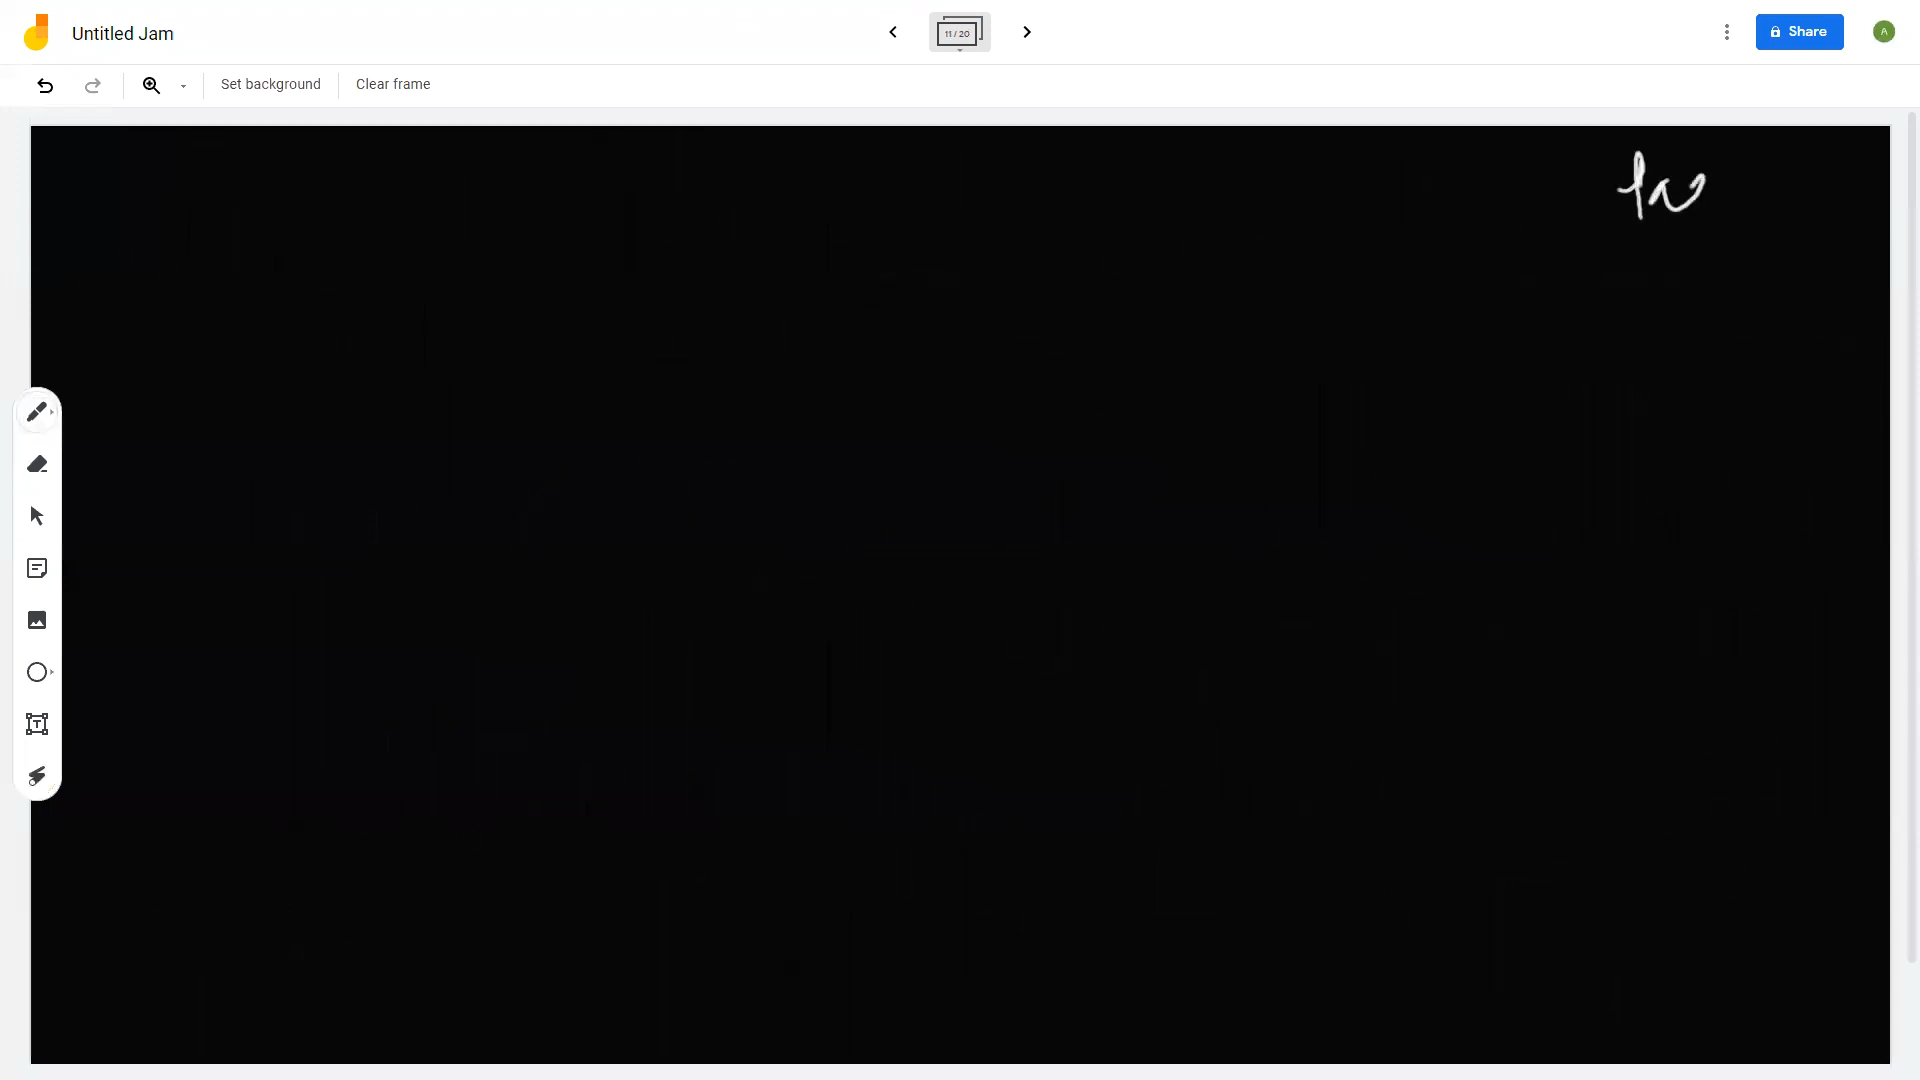 Untitled Jam
11 / 20
Share
A
Set background
Clear frame